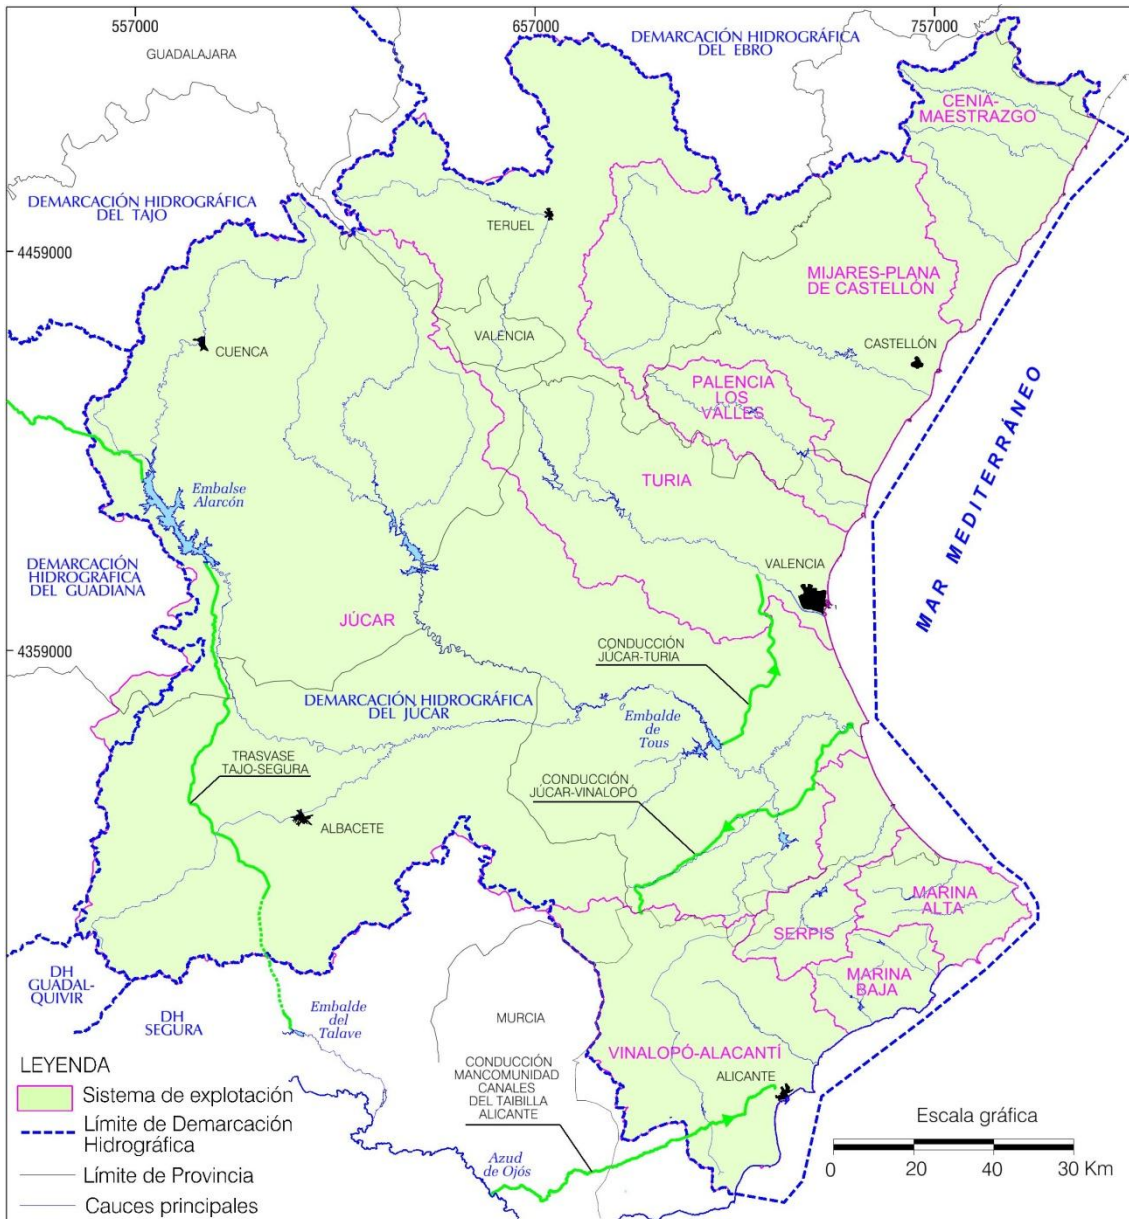 557000
657000
757000
GUADALAJARA
DEMARCACIÓN HIDROGRÁFICA
DEL EBRO
CENIA-
MAESTRAZGO
DEMARCACIÓN HIDROGRÁFICA
DEL TAJO
TERUEL
4459000
MIJARES-PLANA
DE CASTELLÓN
VALENCIA
CUENCA
CASTELLÓN
PALENCIA
LOS
VALLES
MAR MEDITERRÁNEO
TURIA
Embalse
Alarcón
DEMARCACIÓN
HIDROGRÁFICA
DEL GUADIANA
VALENCIA
JÚCAR
4359000
CONDUCCIÓN
JÚCAR-TURIA
DEMARCACIÓN HIDROGRÁFICA
DEL JÚCAR
Embalde
de
Tous
TRASVASE
TAJO-SEGURA
CONDUCCIÓN
JÚCAR-VINALOPÓ
ALBACETE
MARINA
ALTA
SERPIS
MARINA
BAJA
DH
GUADAL-
QUIVIR
DH
SEGURA
Embalde
del
Talave
MURCIA
VINALOPÓ-ALACANTÍ
ALICANTE
CONDUCCIÓN
MANCOMUNIDAD
CANALES
DEL TAIBILLA
ALICANTE
Azud
de Ojós
LEYENDA
Sistema de explotación
Límite de Demarcación
Hidrográfica
Límite de Provincia
Cauces principales
Escala gráfica
0 20 40 30 Km